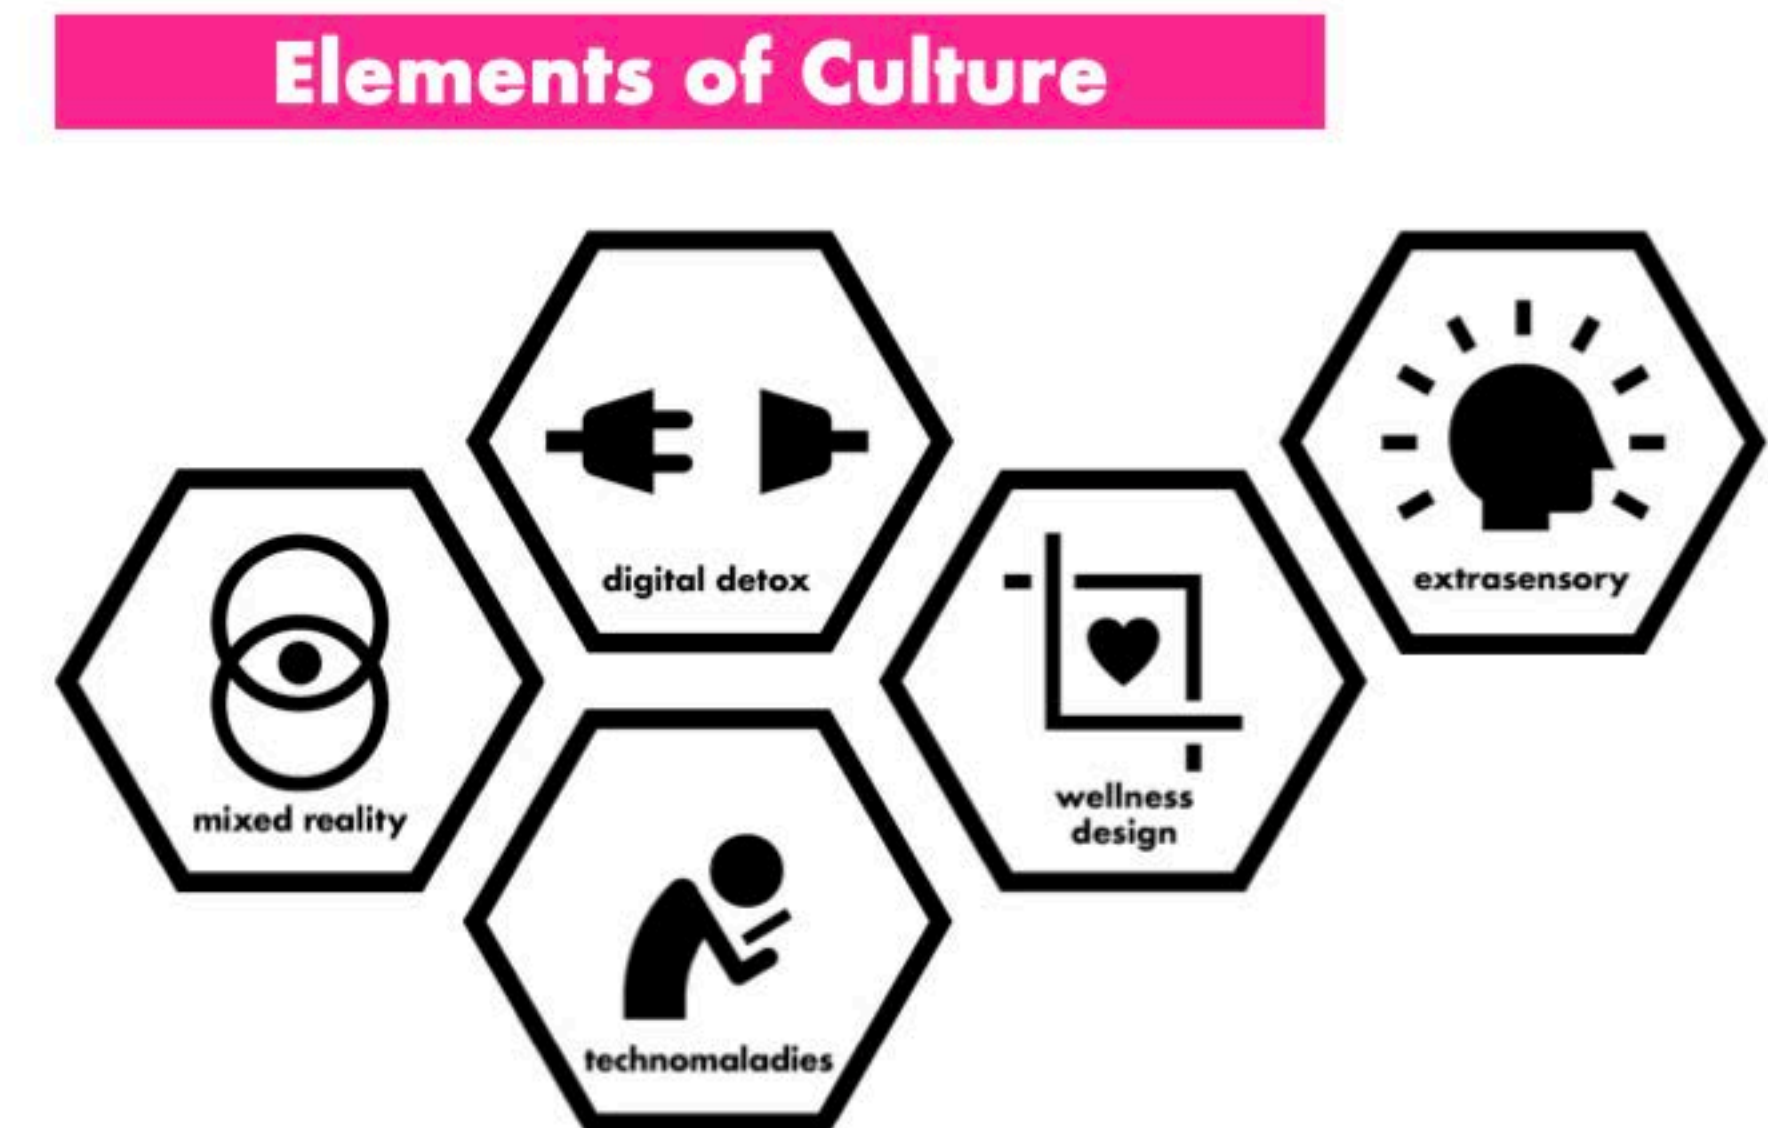 Elements of Culture
digital detox
extrasensory
mixed reality
wellness
design
technomaladies